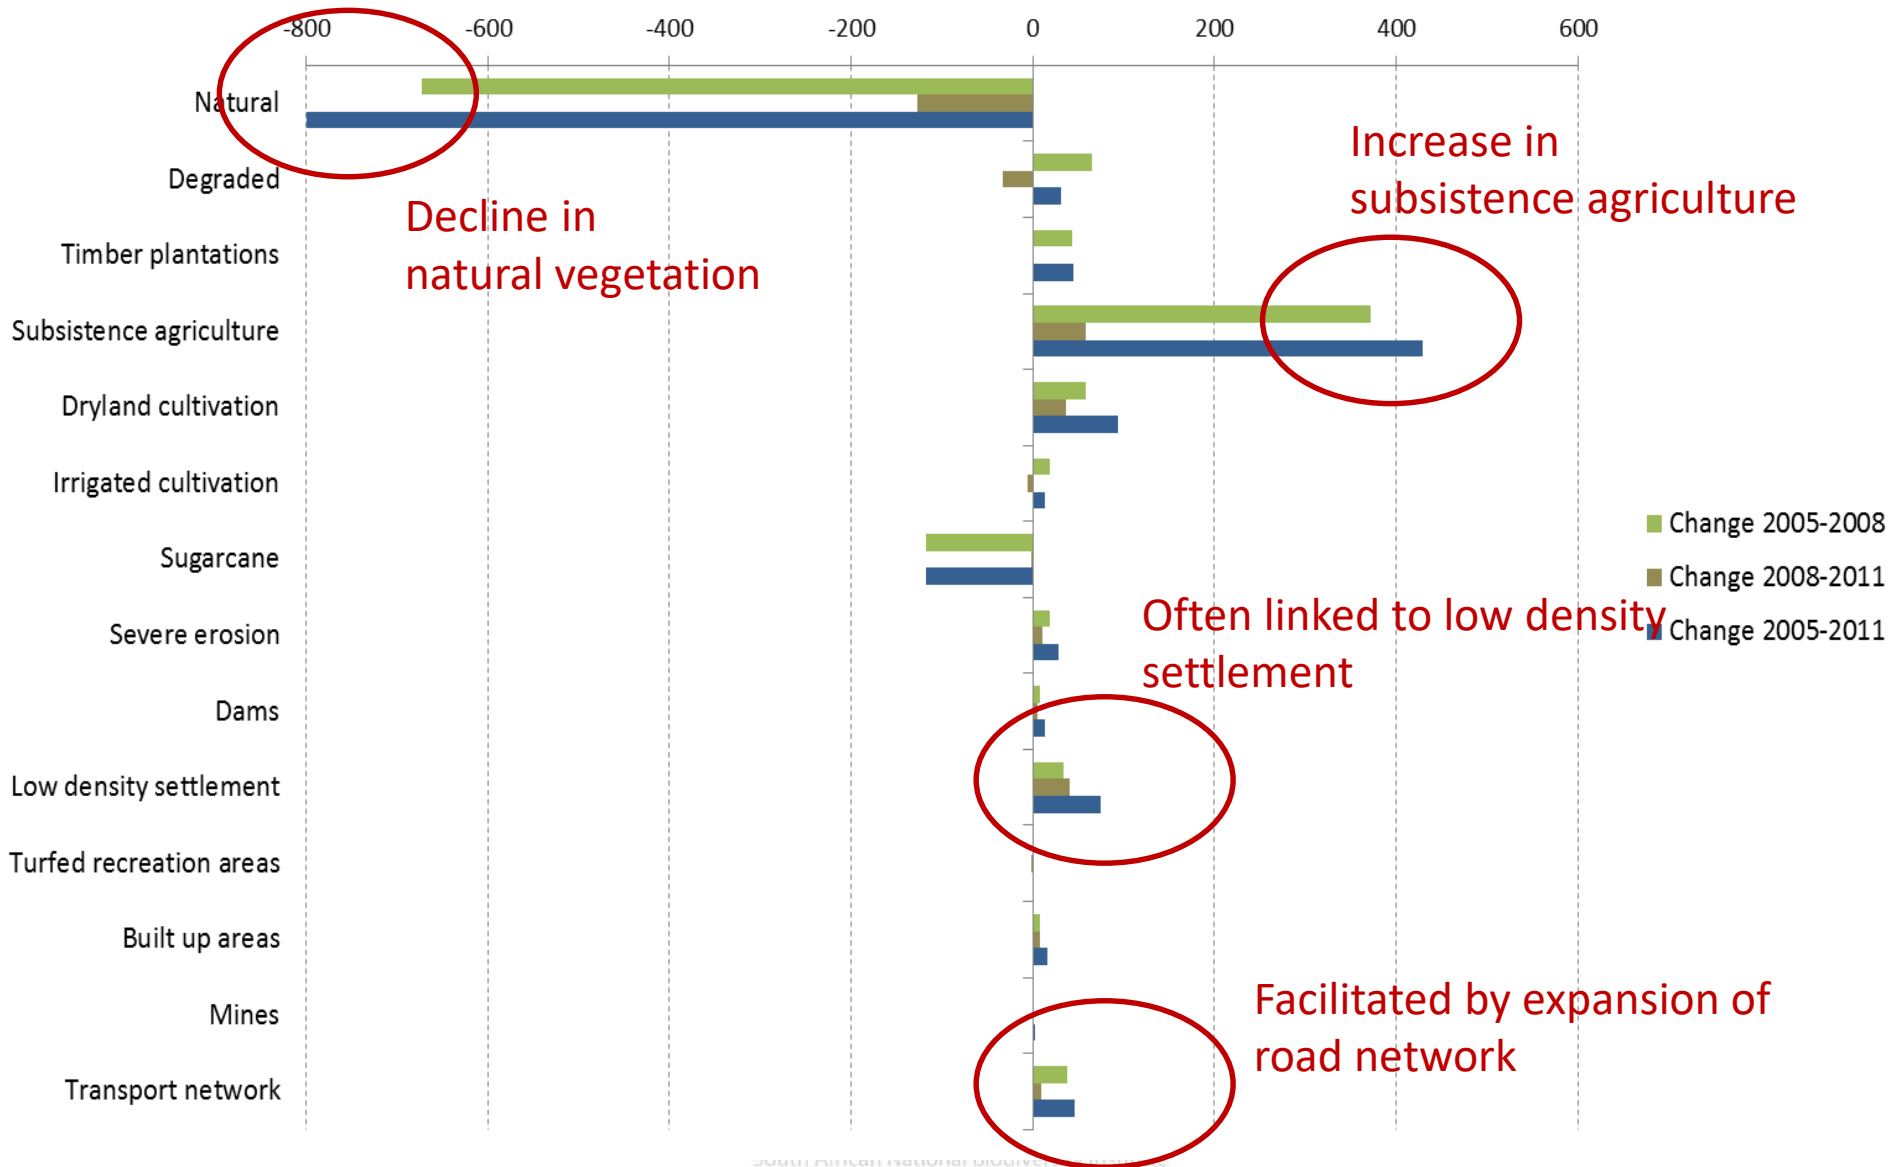 -800 -600 -400 -200 0 200 400 600
Natural
Degraded
Timber plantations
Subsistence agriculture
Dryland cultivation
Irrigated cultivation
Sugarcane
Severe erosion
Dams
Low density settlement
Turfed recreation areas
Built up areas
Mines
Transport network
Decline in
natural vegetation
Increase in
subsistence agriculture
Often linked to low density
settlement
Facilitated by expansion of
road network
Change 2005-2008
Change 2008-2011
Change 2005-2011
South African National